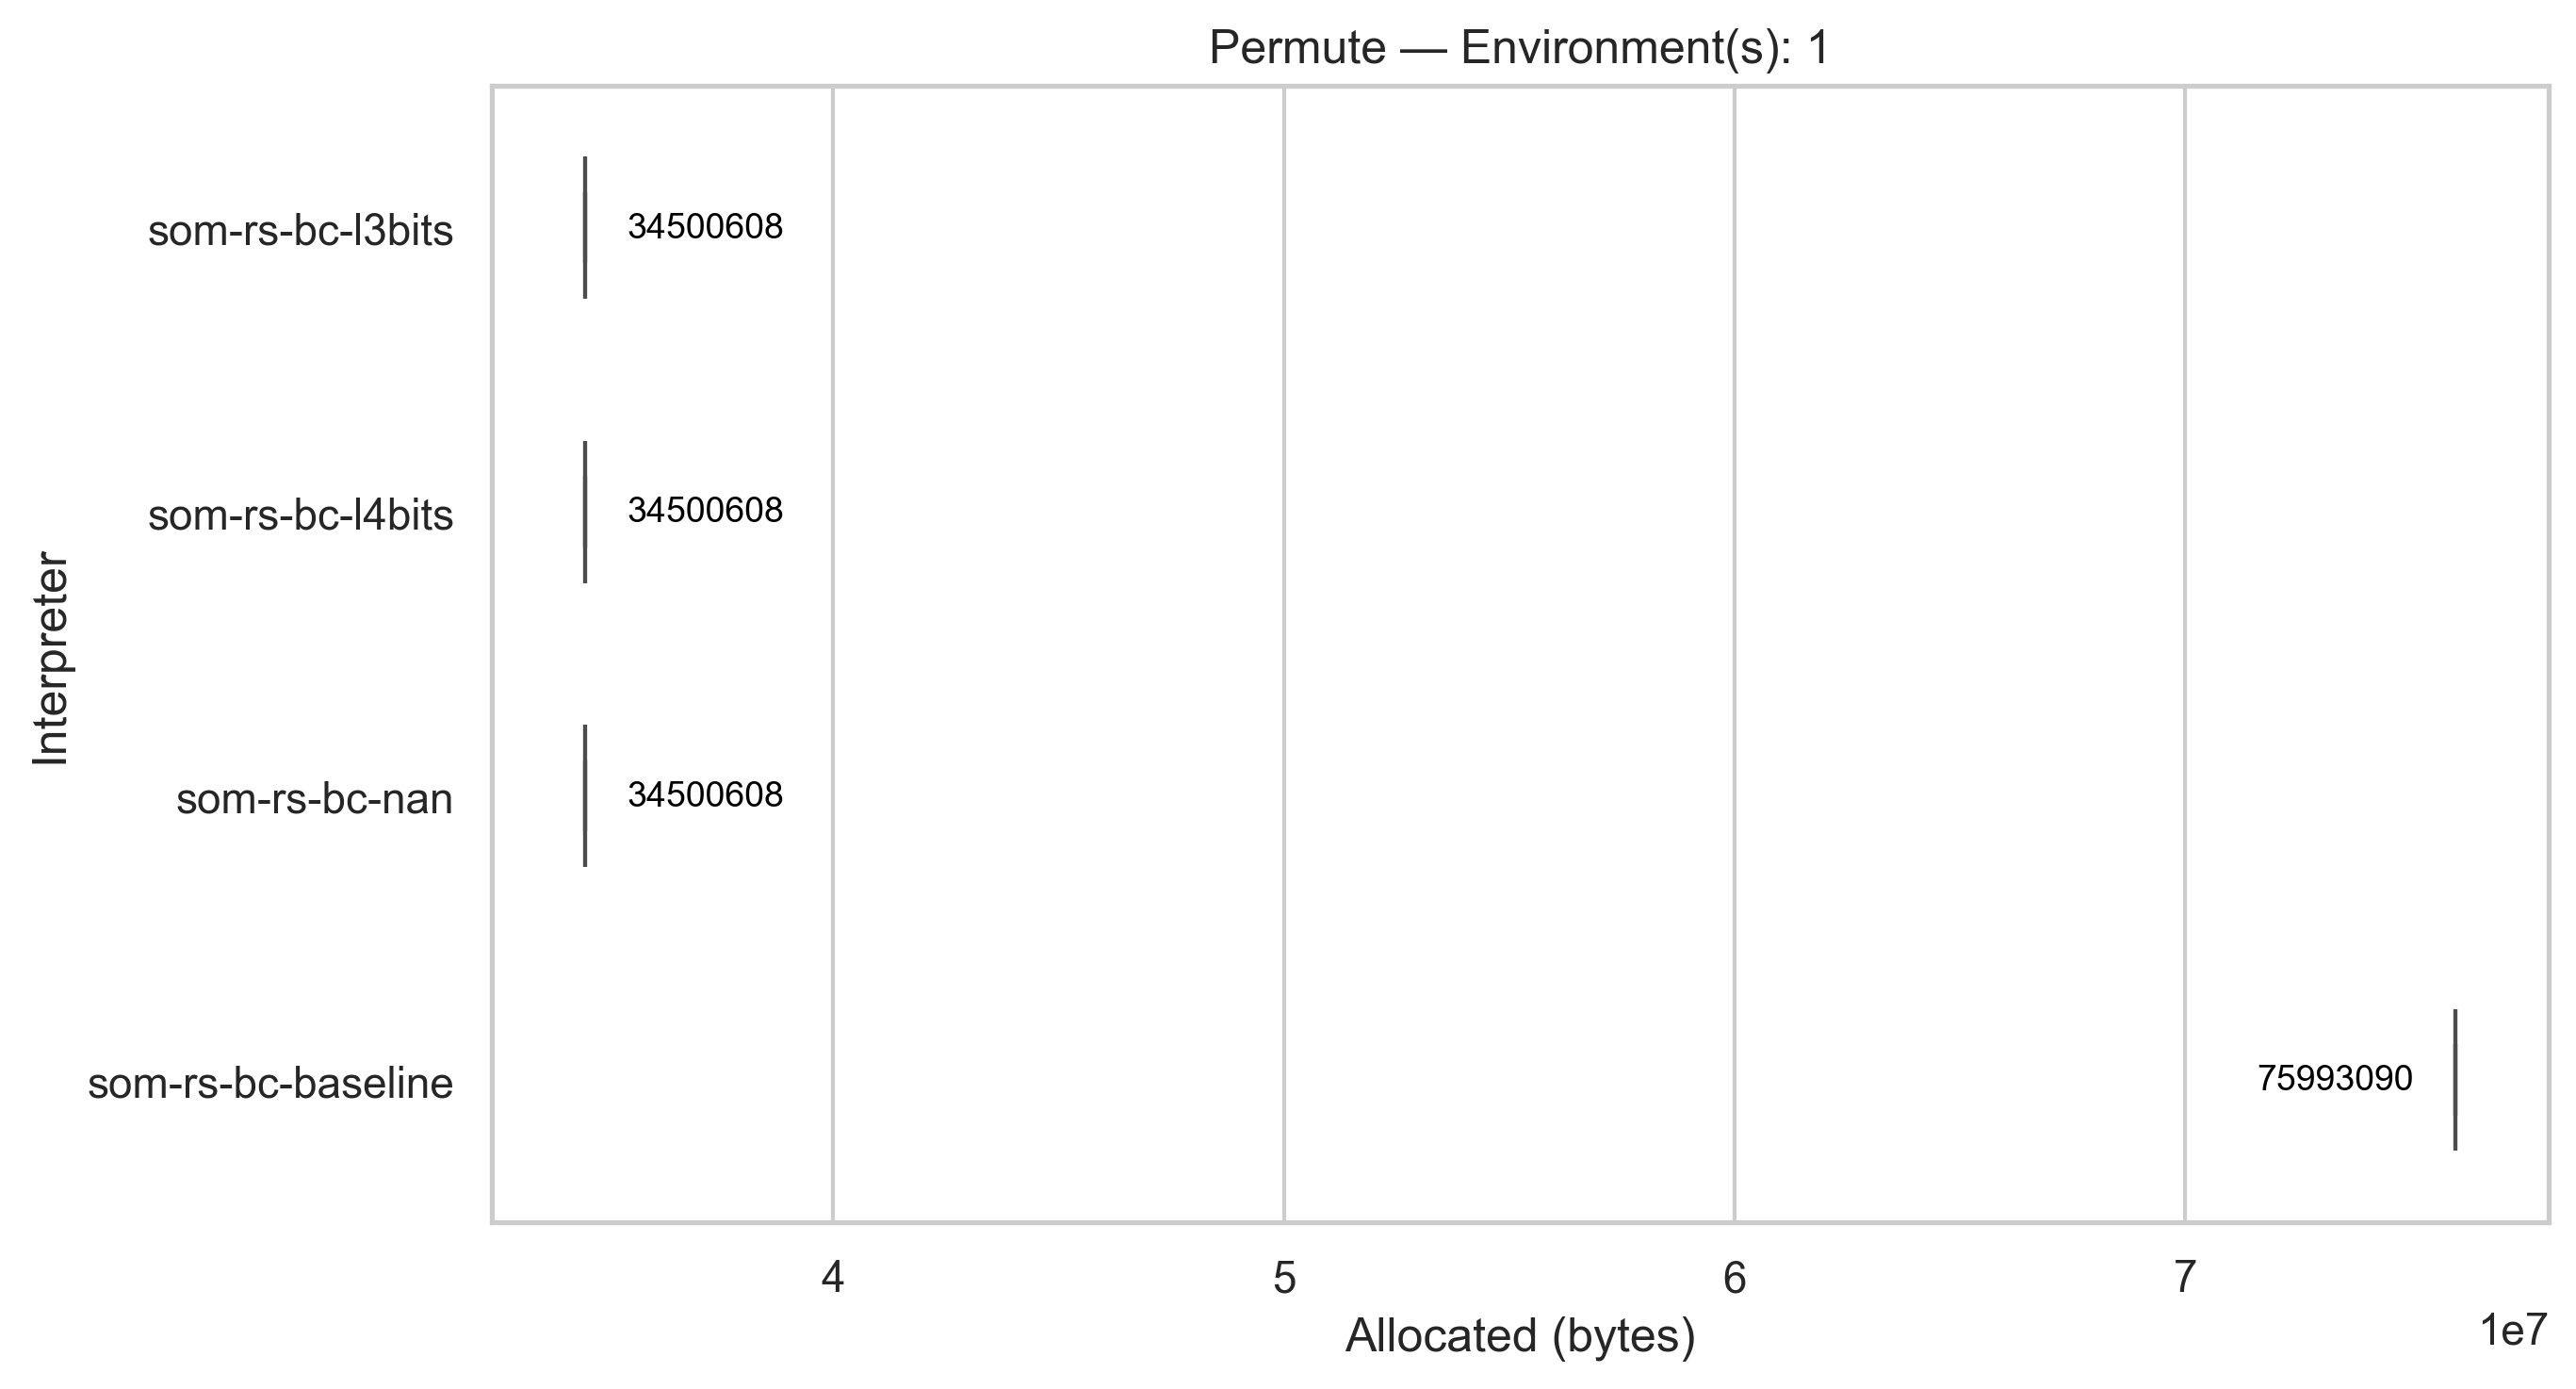 Permute — Environment(s): 1
Interpreter
som-rs-bc-l3bits
34500608
som-rs-bc-l4bits
34500608
som-rs-bc-nan
34500608
som-rs-bc-baseline
75993090
4 5 6 7
Allocated (bytes)
1e7